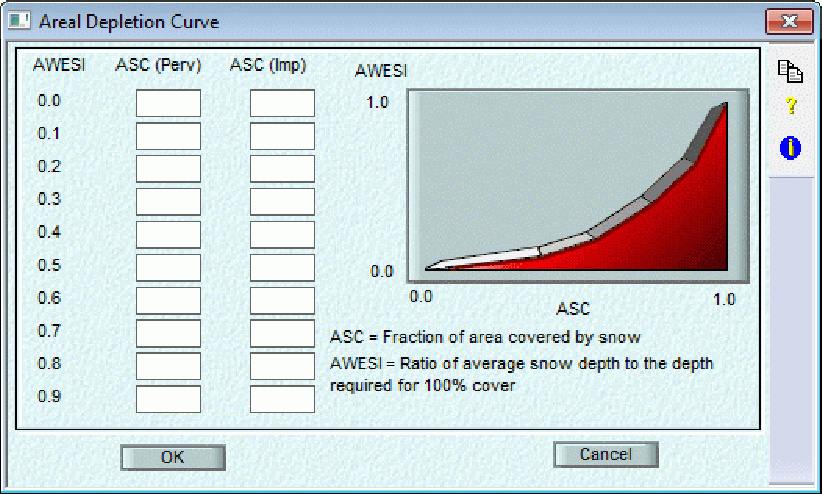 Areal Depletion Curve
AWESI ASC (Perv) ASC (Imp)
0.0
0.1
0.2
0.3
0.4
0.5
0.6
0.7
0.8
0.9
AWESI
1.0
0.0
0.0 1.0
ASC
ASC = Fraction of area covered by snow
AWESI = Ratio of average snow depth to the depth
required for 100% cover
?
i
OK Cancel